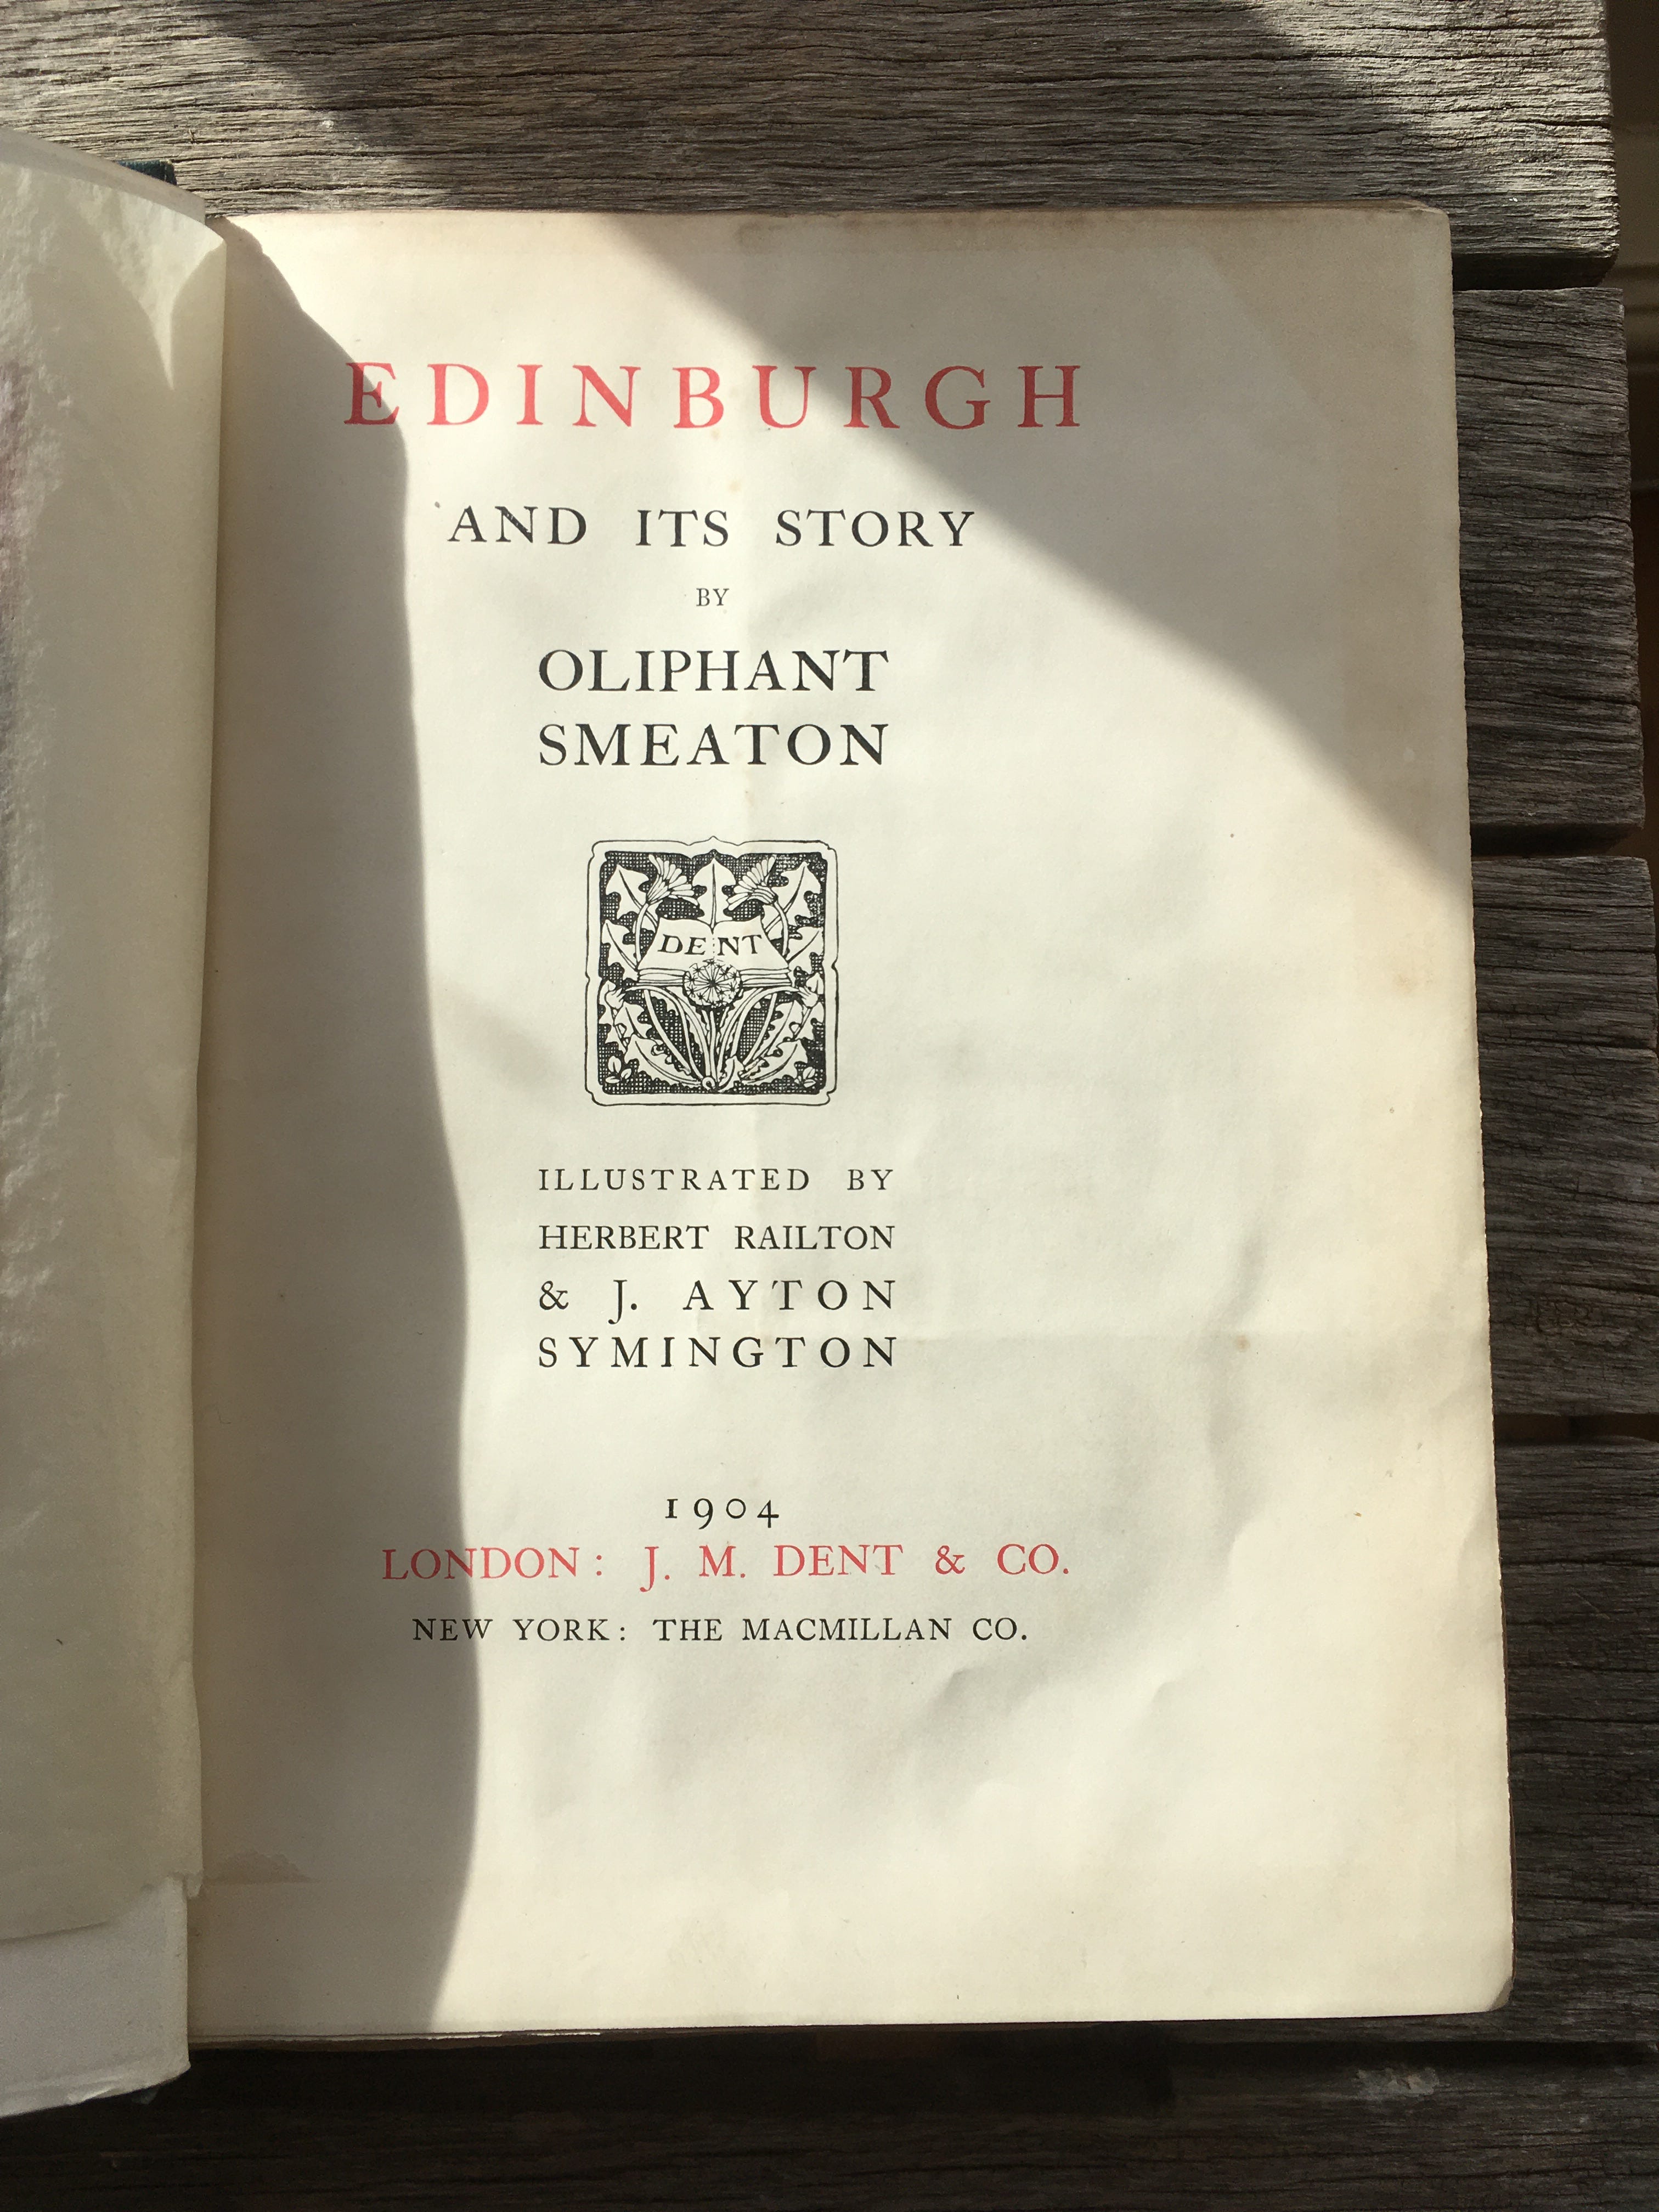 EDINBURGH
AND ITS STORY
BY
OLIPHANT
SMEATON
DENT
ILLUSTRATED BY
HERBERT RAILTON
& J. AYTON
SYMINGTON
1904
LONDON: J. M. DENT & CO.
NEW YORK: THE MACMILLAN CO.